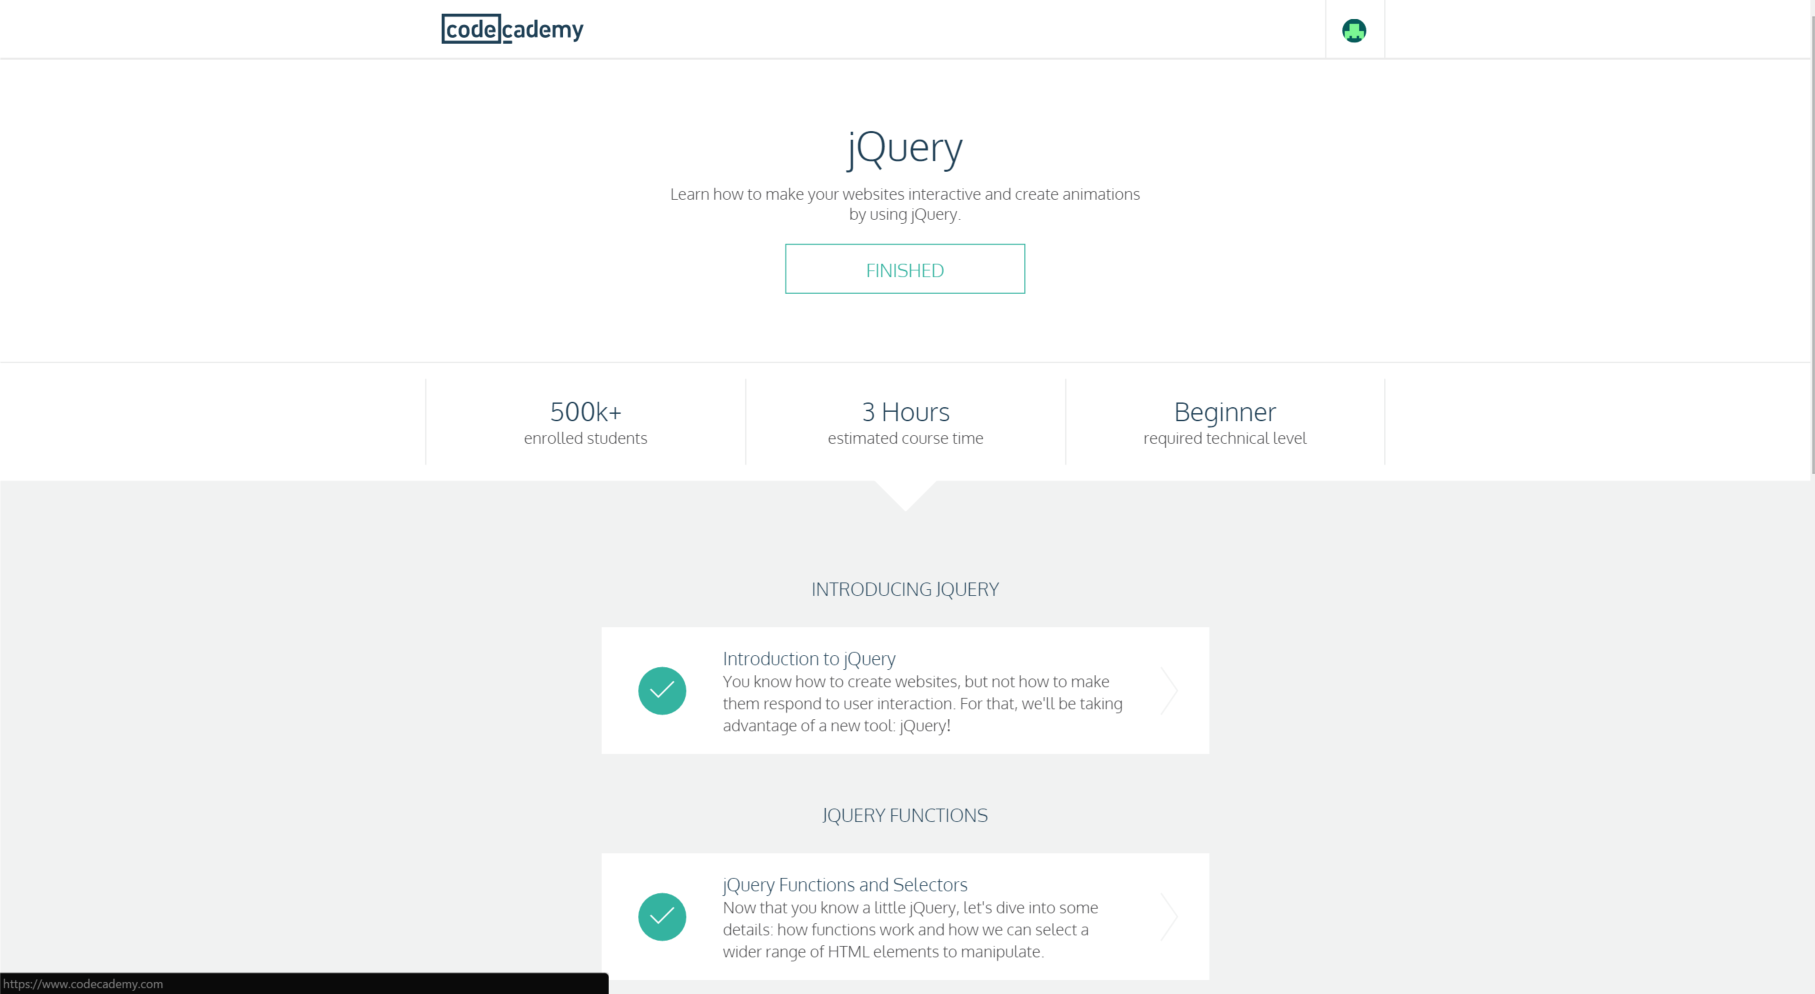 codecademy
jQuery
Learn how to make your websites interactive and create animations
by using jQuery.
FINISHED
500k+
enrolled students
3 Hours
estimated course time
Beginner
required technical level
INTRODUCING JQUERY
Introduction to jQuery
You know how to create websites, but not how to make
them respond to user interaction. For that, we'll be taking
advantage of a new tool: jQuery!
JQUERY FUNCTIONS
jQuery Functions and Selectors
Now that you know a little jQuery, let's dive into some
details: how functions work and how we can select a
wider range of HTML elements to manipulate.
https://www.codecademy.com